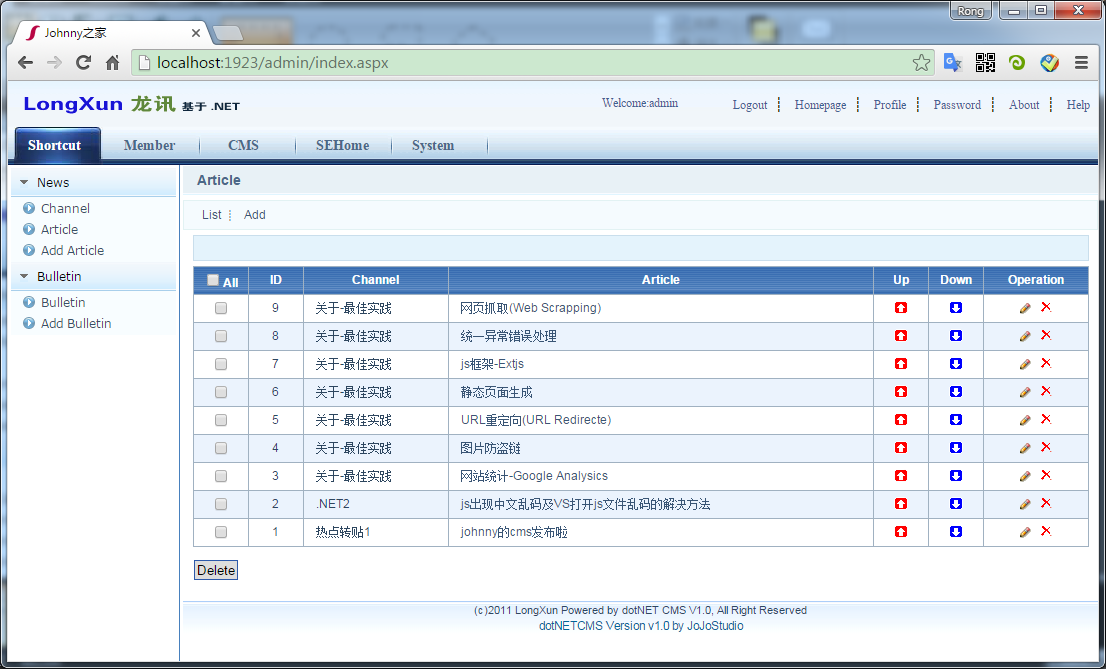 Rong
Johnny之家
localhost:1923/admin/index.aspx
LongXun 龙讯 基于 .NET
Welcome:admin Logout Homepage Profile Password About Help
Shortcut Member CMS SEHome System
News
Channel
Article
Add Article
Bulletin
Bulletin
Add Bulletin
Article
List Add
All ID Channel Article Up Down Operation
9 关于-最佳实践 网页抓取(Web Scrapping)
8 关于-最佳实践 统一异常错误处理
7 关于-最佳实践 js框架-Extjs
6 关于-最佳实践 静态页面生成
5 关于-最佳实践 URL重定向(URL Redirecte)
4 关于-最佳实践 图片防盗链
3 关于-最佳实践 网站统计-Google Analysics
2 .NET2 js出现中文乱码及VS打开js文件乱码的解决方法
1 热点转贴1 johnny的cms发布啦
Delete
(c)2011 LongXun Powered by dotNET CMS V1.0, All Right Reserved
dotNETCMS Version v1.0 by JoJoStudio